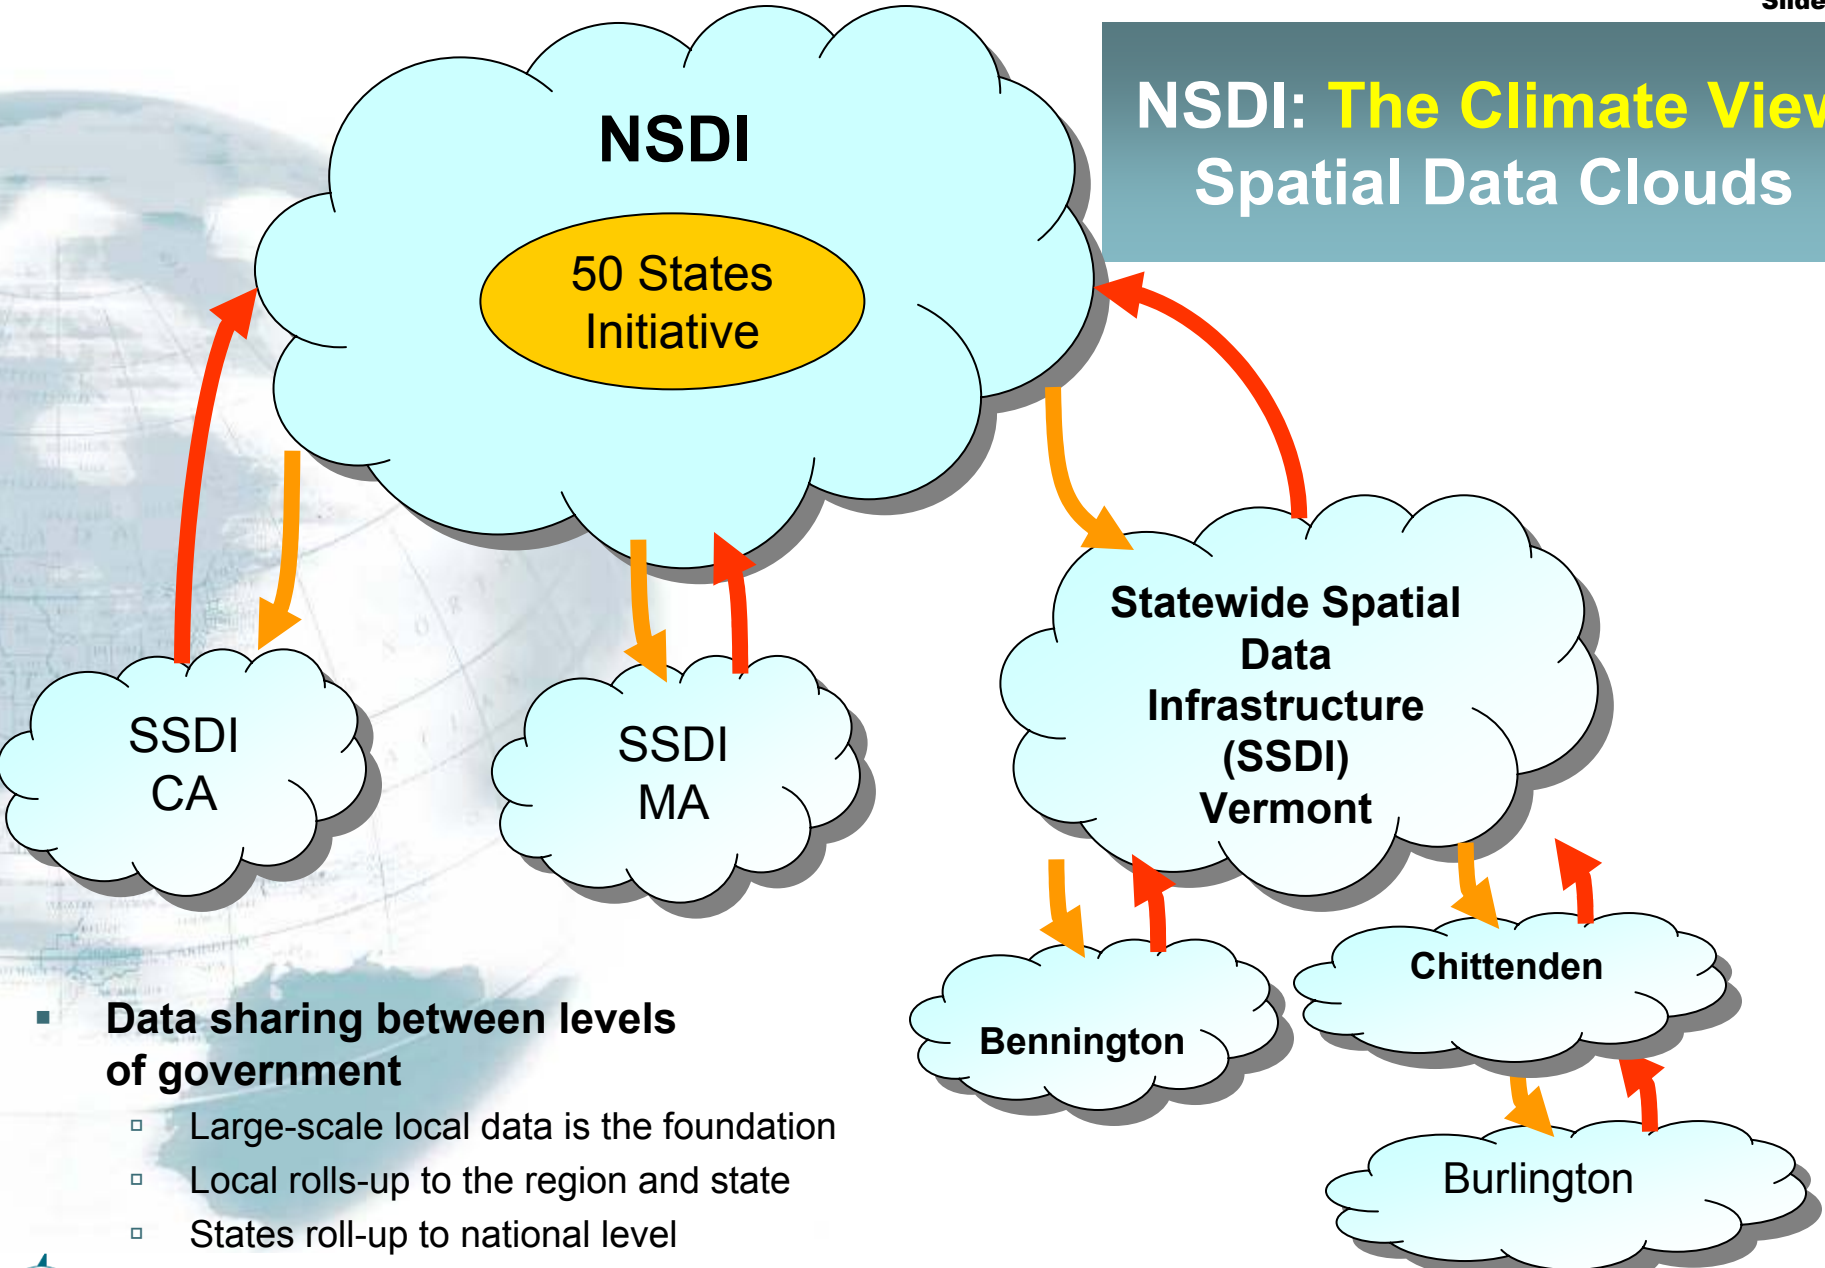 Slide
NSDI: The Climate View
Spatial Data Clouds
NSDI
50 States
Initiative
SSDI
CA
SSDI
MA
Statewide Spatial
Data
Infrastructure
(SSDI)
Vermont
Bennington
Chittenden
Burlington
▪ Data sharing between levels
of government
▫ Large-scale local data is the foundation
▫ Local rolls-up to the region and state
▫ States roll-up to national level